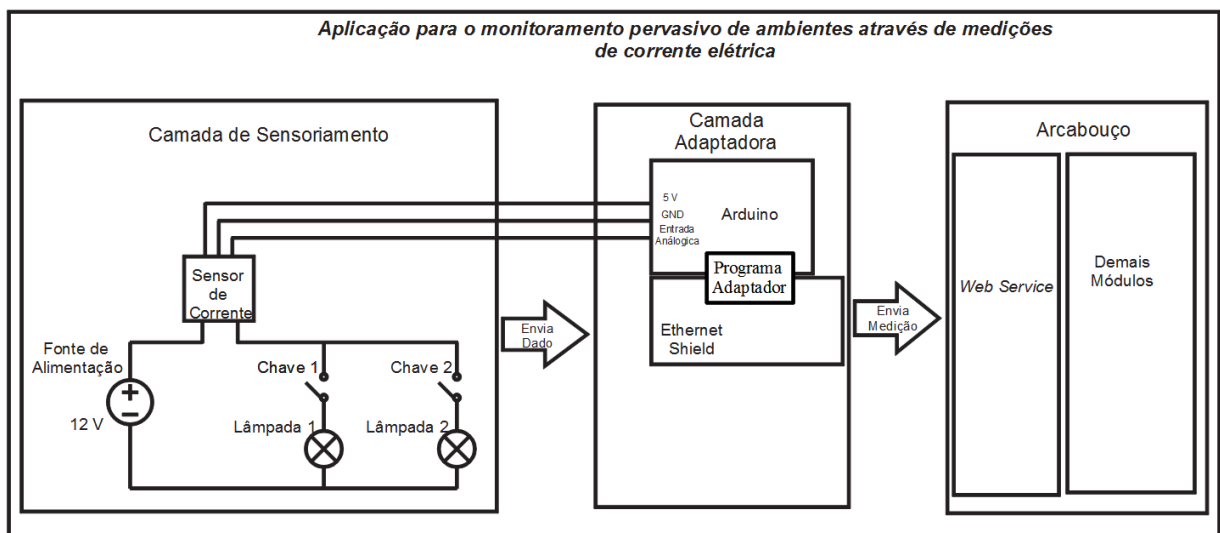 Aplicação para o monitoramento pervasivo de ambientes através de medições
de corrente elétrica
Camada de Sensoriamento
Sensor
de
Corrente
Fonte de
Alimentação
12 V
Chave 1
Chave 2
Lâmpada 1
Lâmpada 2
Envia
Dado
Camada
Adaptadora
5 V
GND
Entrada
Análogica
Arduino
Programa
Adaptador
Ethernet
Shield
Envia
Medição
Arcabouço
Web Service
Demais
Módulos